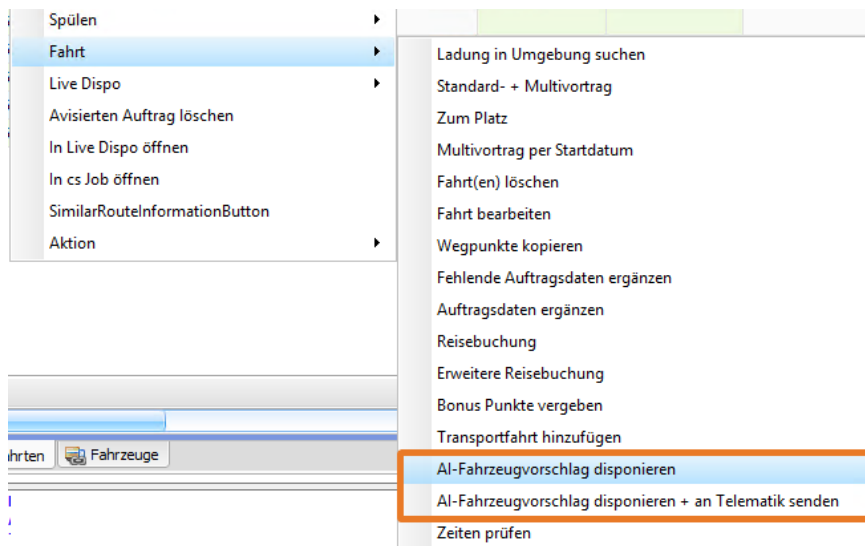 Spülen
Fahrt
Live Dispo
Avisierten Auftrag löschen
In Live Dispo öffnen
In cs Job öffnen
SimilarRouteInformationButton
Aktion
Ladung in Umgebung suchen
Standard- + Multivortrag
Zum Platz
Multivortrag per Startdatum
Fahrt(en) löschen
Fahrt bearbeiten
Wegpunkte kopieren
Fehlende Auftragsdaten ergänzen
Auftragsdaten ergänzen
Reisebuchung
Erweitere Reisebuchung
Bonus Punkte vergeben
Transportfahrt hinzufügen
AI-Fahrzeugvorschlag disponieren
AI-Fahrzeugvorschlag disponieren + an Telematik senden
Zeiten prüfen
Fahrzeuge